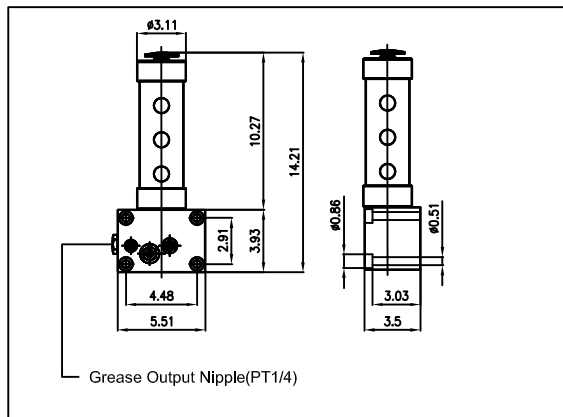 ø3.11
10.27
14.21
ø0.86
ø0.51
2.91
3.93
4.48
3.03
5.51
3.5
Grease Output Nipple(PT1/4)